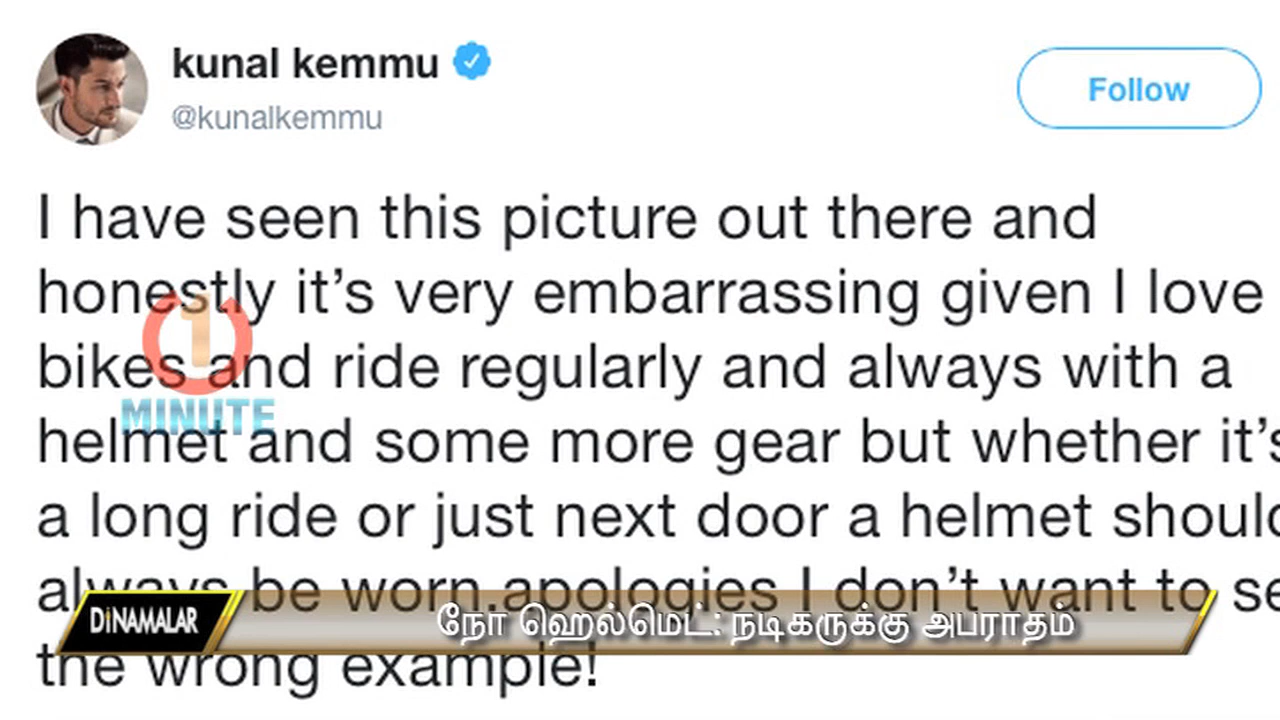 kunal kemmu
@kunalkemmu
Follow
I have seen this picture out there and
honestly it’s very embarrassing given I love
bikes and ride regularly and always with a
helmet and some more gear but whether it’s
a long ride or just next door a helmet should
always be worn.apologies I don’t want to se
the wrong example!
1
MINUTE
DiNAMALAR
நோ ஹெல்மெட்: நடிகருக்கு அபராதம்